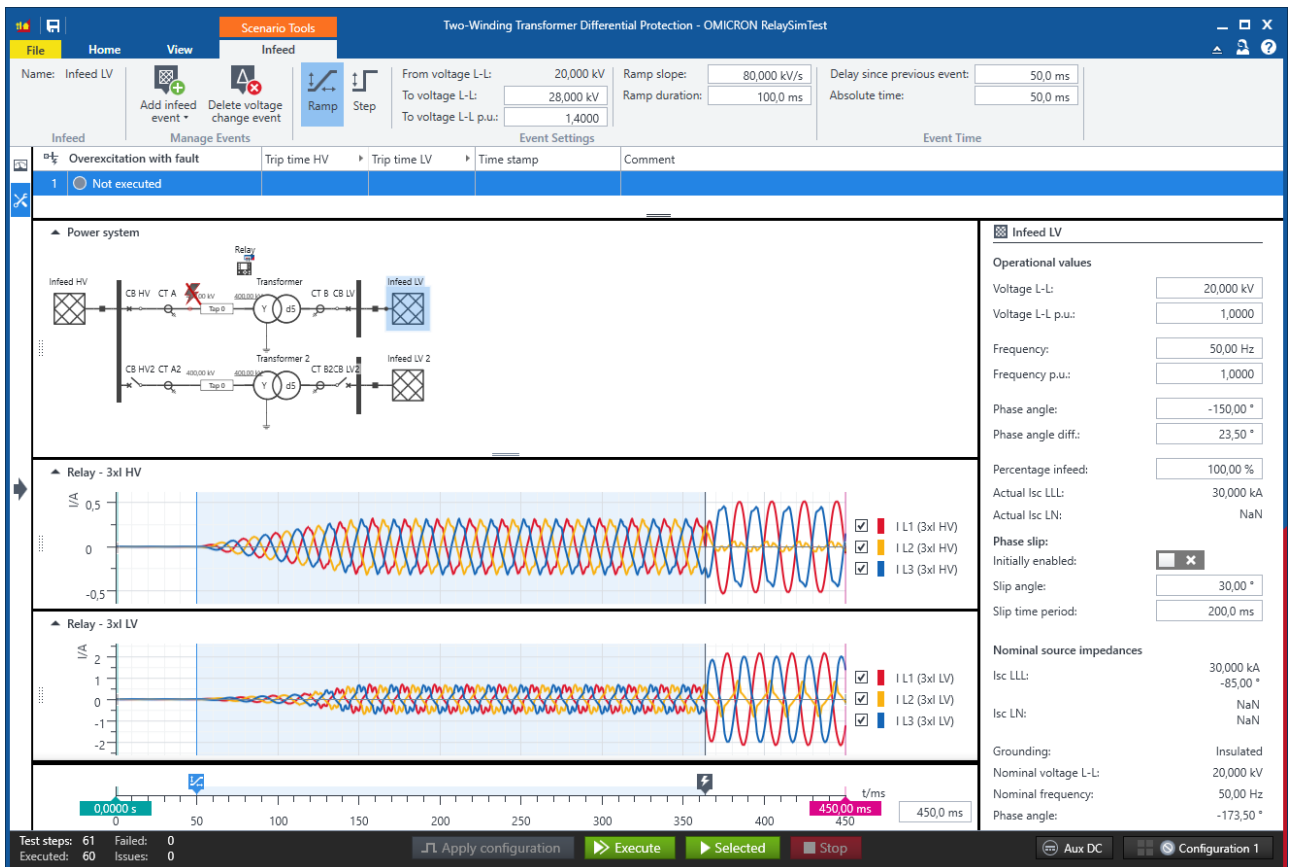 Scenario Tools
Two-Winding Transformer Differential Protection - OMICRON RelaySimTest
File Home View Infeed
Name: Infeed LV
Add infeed event
Delete voltage change event
Ramp
Step
From voltage L-L: 20,000 kV
To voltage L-L: 28,000 kV
To voltage L-L p.u.: 1,4000
Ramp slope: 80,000 kV/s
Ramp duration: 100,0 ms
Delay since previous event: 50,0 ms
Absolute time: 50,0 ms
Infeed Manage Events Event Settings Event Time
Overexcitation with fault Trip time HV Trip time LV Time stamp Comment
1 Not executed
Power system
Relay
Infeed HV
CB HV CT A 400,00 kV Transformer CT B CB LV Infeed LV
Tap 0 Y d5
CB HV2 CT A2 400,00 kV 400,00 kV Transformer 2 CT B2 CB LV2 Infeed LV 2
Tap 0 Y d5
Relay - 3xI HV
I/A
0,5
0
-0,5
I L1 (3xI HV)
I L2 (3xI HV)
I L3 (3xI HV)
Relay - 3xI LV
I/A
2
1
0
-1
-2
I L1 (3xI LV)
I L2 (3xI LV)
I L3 (3xI LV)
t/ms
0,0000 s
450,00 ms
450,0 ms
0 50 100 150 200 250 300 350 400 450
Infeed LV
Operational values
Voltage L-L: 20,000 kV
Voltage L-L p.u.: 1,0000
Frequency: 50,00 Hz
Frequency p.u.: 1,0000
Phase angle: -150,00 °
Phase angle diff.: 23,50 °
Percentage infeed: 100,00 %
Actual Isc LLL: 30,000 kA
Actual Isc LN: NaN
Phase slip:
Initially enabled:
Slip angle: 30,00 °
Slip time period: 200,0 ms
Nominal source impedances
Isc LLL: 30,000 kA
-85,00 °
Isc LN: NaN
NaN
Grounding: Insulated
Nominal voltage L-L: 20,000 kV
Nominal frequency: 50,00 Hz
Phase angle: -173,50 °
Test steps: 61 Failed: 0
Executed: 60 Issues: 0
Apply configuration
Execute
Selected
Stop
Aux DC
Configuration 1